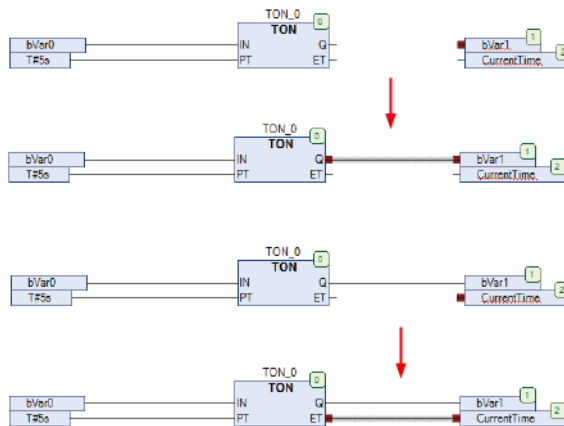 TON_0
0
TON
1
bVar0 IN Q bVar1
2
T#5s PT ET CurrentTime
TON_0
0
TON
1
bVar0 IN Q bVar1
2
T#5s PT ET CurrentTime
TON_0
0
TON
1
bVar0 IN Q bVar1
2
T#5s PT ET CurrentTime
TON_0
0
TON
1
bVar0 IN Q bVar1
2
T#5s PT ET CurrentTime